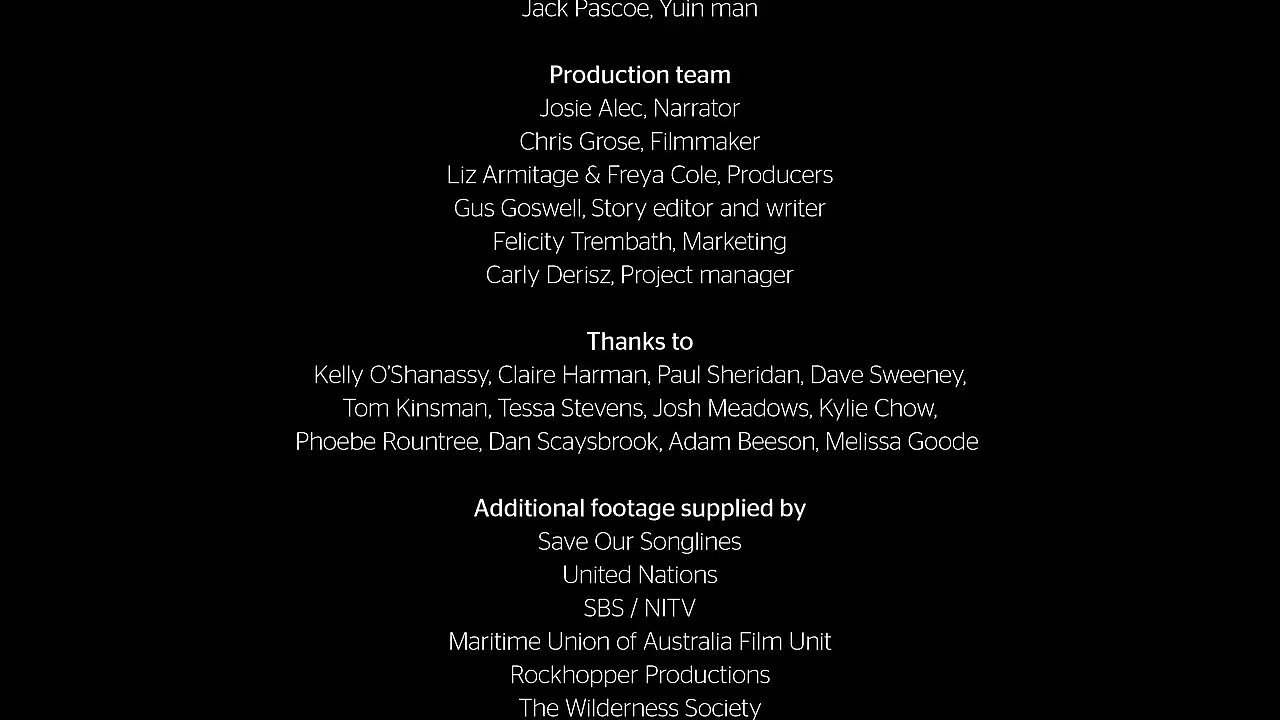 Jack Pascoe, Yuin man
Production team
Josie Alec, Narrator
Chris Grose, Filmmaker
Liz Armitage & Freya Cole, Producers
Gus Goswell, Story editor and writer
Felicity Trembath, Marketing
Carly Derisz, Project manager
Thanks to
Kelly O'Shanassy, Claire Harman, Paul Sheridan, Dave Sweeney,
Tom Kinsman, Tessa Stevens, Josh Meadows, Kylie Chow,
Phoebe Rountree, Dan Scaysbrook, Adam Beeson, Melissa Goode
Additional footage supplied by
Save Our Songlines
United Nations
SBS / NITV
Maritime Union of Australia Film Unit
Rockhopper Productions
The Wilderness Society